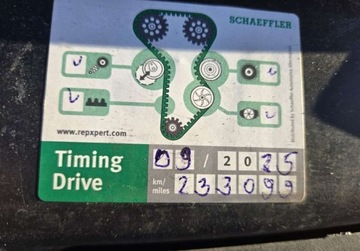 SCHAEFFLER
www.repxpert.com
Timing 09 / 2025
Drive km/ miles 233099